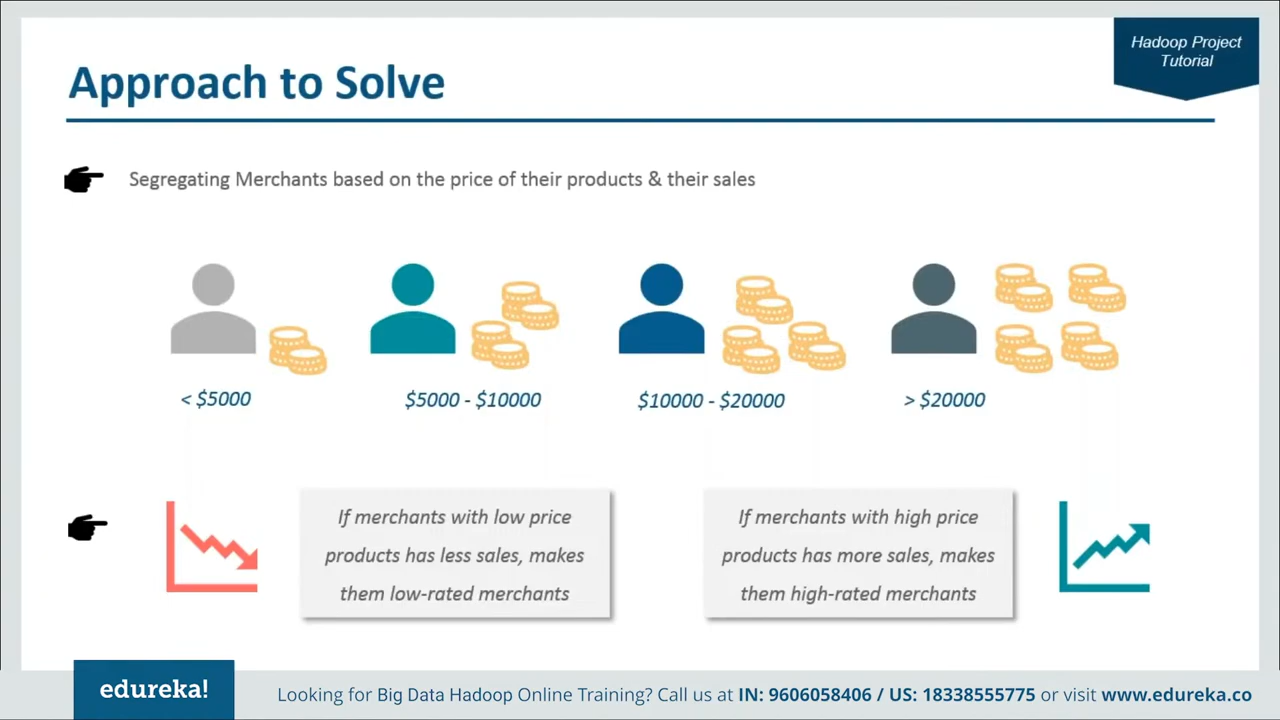 Hadoop Project
Tutorial
Approach to Solve
Segregating Merchants based on the price of their products & their sales
< $5000
$5000 - $10000
$10000 - $20000
> $20000
If merchants with low price
products has less sales, makes
them low-rated merchants
If merchants with high price
products has more sales, makes
them high-rated merchants
edureka!
Looking for Big Data Hadoop Online Training? Call us at IN: 9606058406 / US: 18338555775 or visit www.edureka.co